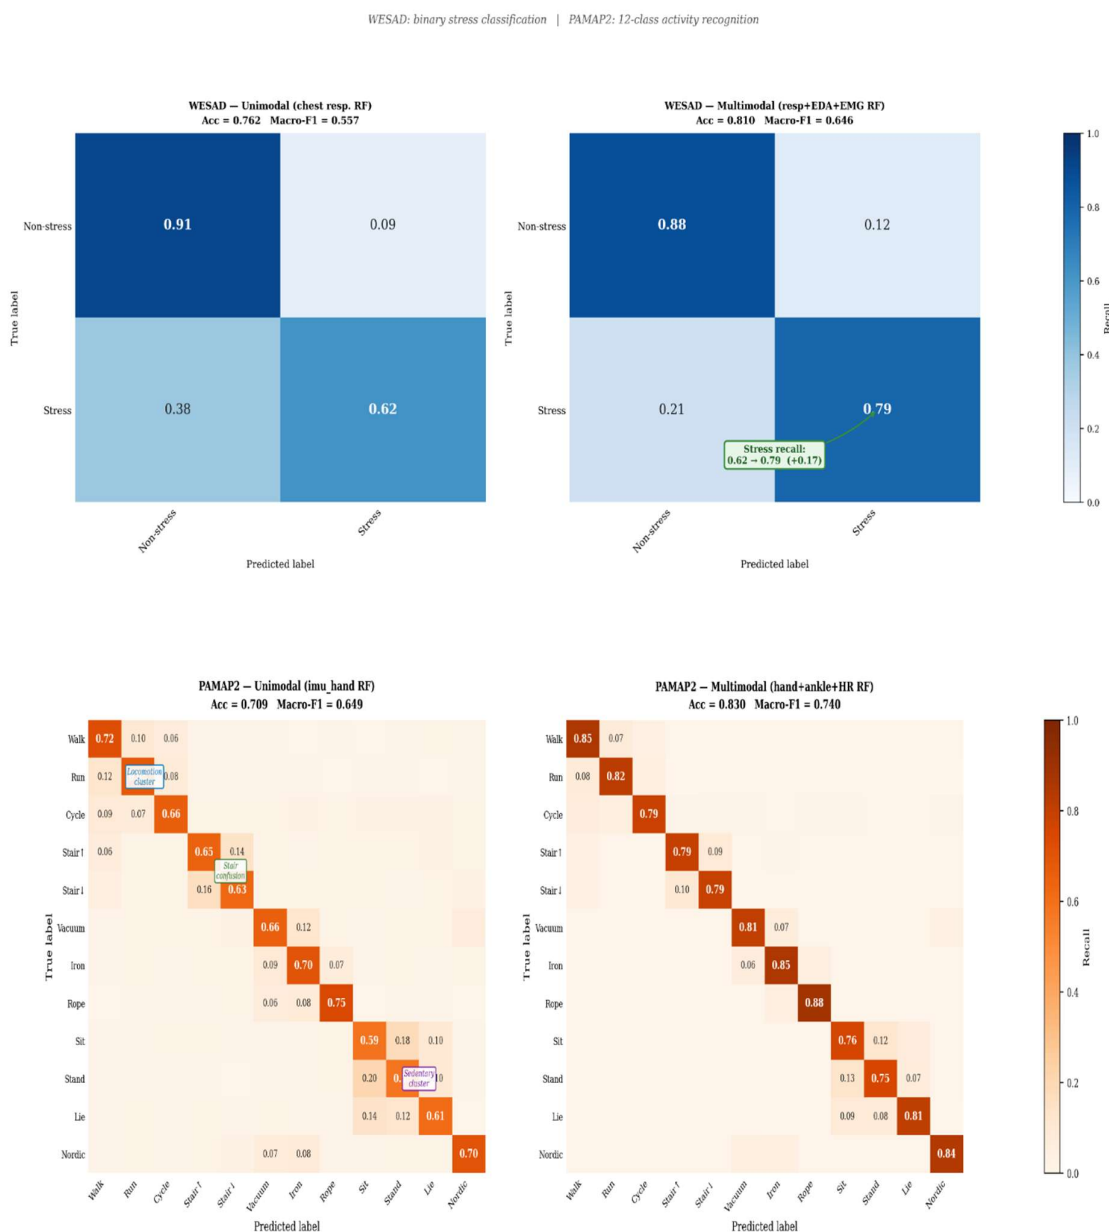 WESAD: binary stress classification | PAMAP2: 12-class activity recognition
WESAD — Unimodal (chest resp. RF)
Acc = 0.762 Macro-F1 = 0.557
True label
Non-stress
0.91
0.09
Stress
0.38
0.62
Non-stress
Stress
Predicted label
WESAD — Multimodal (resp+EDA+EMG RF)
Acc = 0.810 Macro-F1 = 0.646
True label
Non-stress
0.88
0.12
Stress
0.21
0.79
Stress recall:
0.62 → 0.79 (+0.17)
Non-stress
Stress
Predicted label
1.0
0.8
0.6
0.4
0.2
0.0
Recall
PAMAP2 — Unimodal (imu_hand RF)
Acc = 0.709 Macro-F1 = 0.649
True label
Walk 0.72 0.10 0.06
Run 0.12 0.08
Locomotion
cluster
Cycle 0.09 0.07 0.66
Stair↑ 0.06 0.65 0.14
Stair
confusion
Stair↓ 0.16 0.63
Vacuum 0.66 0.12
Iron 0.09 0.70 0.07
Rope 0.06 0.08 0.75
Sit 0.59 0.18 0.10
Stand 0.20
Sedentary
cluster
Lie 0.14 0.12 0.61
Nordic 0.07 0.08 0.70
Walk Run Cycle Stair↑ Stair↓ Vacuum Iron Rope Sit Stand Lie Nordic
Predicted label
PAMAP2 — Multimodal (hand+ankle+HR RF)
Acc = 0.830 Macro-F1 = 0.740
True label
Walk 0.85 0.07
Run 0.08 0.82
Cycle 0.79
Stair↑ 0.79 0.09
Stair↓ 0.10 0.79
Vacuum 0.81 0.07
Iron 0.06 0.85
Rope 0.88
Sit 0.76 0.12
Stand 0.13 0.75 0.07
Lie 0.09 0.08 0.81
Nordic 0.84
Walk Run Cycle Stair↑ Stair↓ Vacuum Iron Rope Sit Stand Lie Nordic
Predicted label
1.0
0.8
0.6
0.4
0.2
0.0
Recall